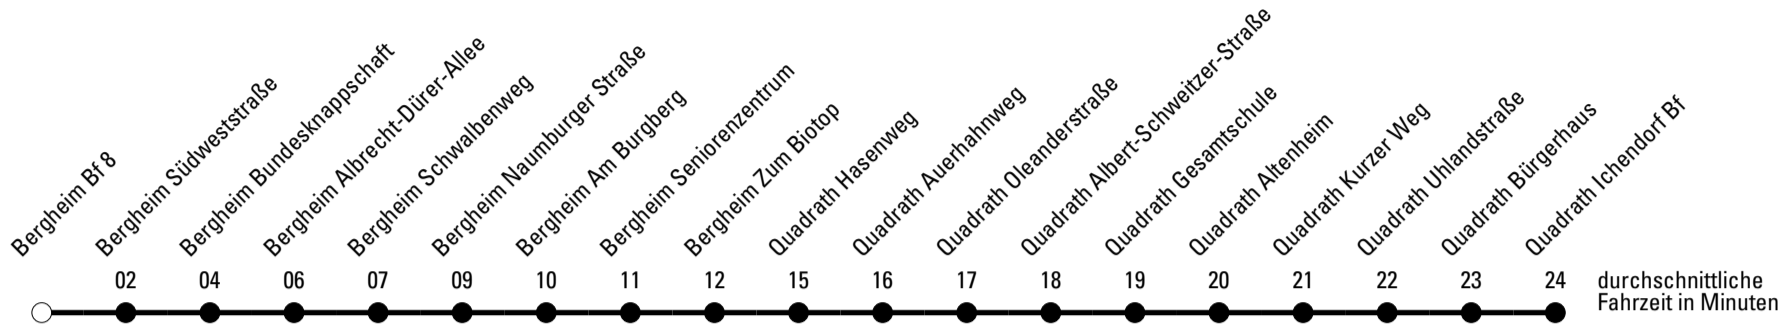 Bergheim Bf 8
Bergheim Südweststraße
Bergheim Bundesknappschaft
Bergheim Albrecht-Dürer-Allee
Bergheim Schwalbenweg
Bergheim Naumburger Straße
Bergheim Am Burgberg
Bergheim Seniorenzentrum
Bergheim Zum Biotop
Quadrath Hasenweg
Quadrath Auerhahnweg
Quadrath Oleanderstraße
Quadrath Albert-Schweitzer-Straße
Quadrath Gesamtschule
Quadrath Altenheim
Quadrath Kurzer Weg
Quadrath Uhlandstraße
Quadrath Bürgerhaus
Quadrath Ichendorf Bf
02 04 06 07 09 10 11 12 15 16 17 18 19 20 21 22 23 24 durchschnittliche
Fahrzeit in Minuten